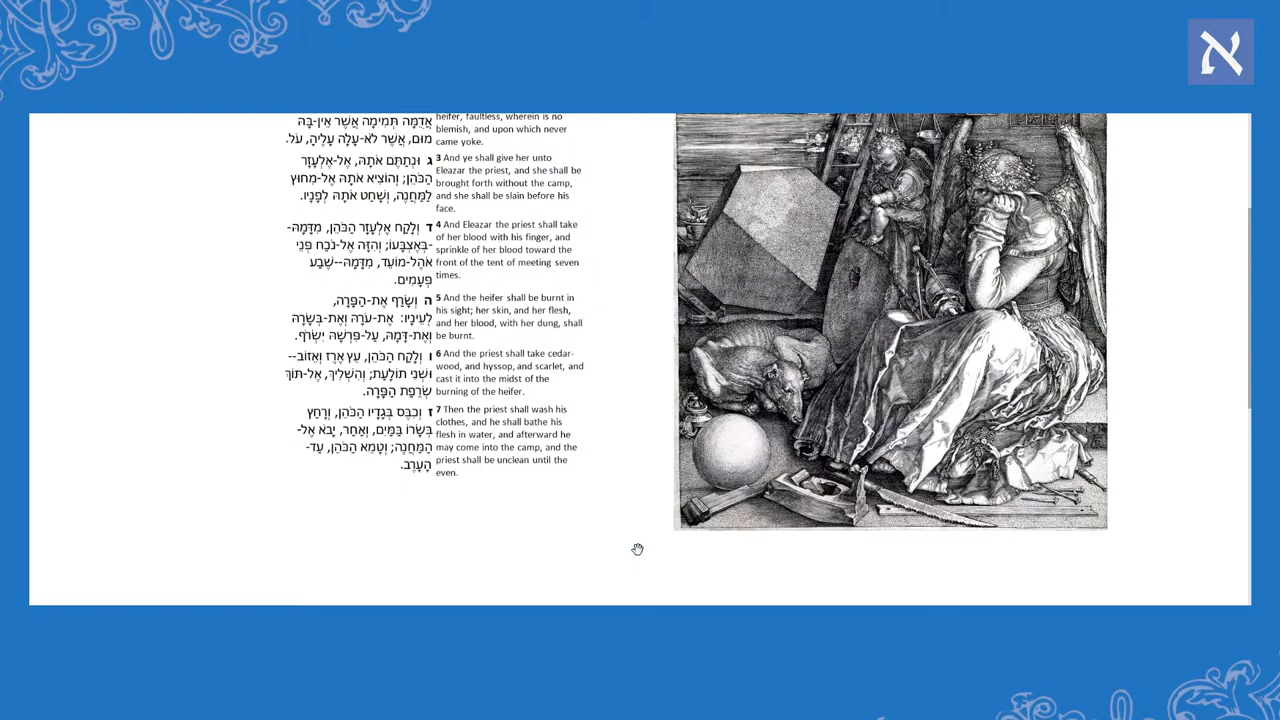 א
אֲדֻמָּה תְּמִימָה אֲשֶׁר אֵין-בָּהּ
מוּם, אֲשֶׁר לֹא-עָלָה עָלֶיהָ, עֹל.
heifer, faultless, wherein is no
blemish, and upon which never
came yoke.
ג וּנְתַתֶּם אֹתָהּ, אֶל-אֶלְעָזָר
הַכֹּהֵן; וְהוֹצִיא אֹתָהּ אֶל-מִחוּץ
לַמַּחֲנֶה, וְשָׁחַט אֹתָהּ לְפָנָיו.
3 And ye shall give her unto
Eleazar the priest, and she shall be
brought forth without the camp,
and she shall be slain before his
face.
ד וְלָקַח אֶלְעָזָר הַכֹּהֵן, מִדָּמָהּ-
-בְּאֶצְבָּעוֹ; וְהִזָּה אֶל-נֹכַח פְּנֵי
אֹהֶל-מוֹעֵד, מִדָּמָהּ--שֶׁבַע
פְּעָמִים.
4 And Eleazar the priest shall take
of her blood with his finger, and
sprinkle of her blood toward the
front of the tent of meeting seven
times.
ה וְשָׂרַף אֶת-הַפָּרָה,
לְעֵינָיו: אֶת-עֹרָהּ וְאֶת-בְּשָׂרָהּ
וְאֶת-דָּמָהּ, עַל-פִּרְשָׁהּ יִשְׂרֹף.
5 And the heifer shall be burnt in
his sight; her skin, and her flesh,
and her blood, with her dung, shall
be burnt.
ו וְלָקַח הַכֹּהֵן, עֵץ אֶרֶז וְאֵזוֹב--
וּשְׁנִי תוֹלָעַת; וְהִשְׁלִיךְ, אֶל-תּוֹךְ
שְׂרֵפַת הַפָּרָה.
6 And the priest shall take cedar-
wood, and hyssop, and scarlet, and
cast it into the midst of the
burning of the heifer.
ז וְכִבֶּס בְּגָדָיו הַכֹּהֵן, וְרָחַץ
בְּשָׂרוֹ בַּמַּיִם, וְאַחַר, יָבֹא אֶל-
הַמַּחֲנֶה; וְטָמֵא הַכֹּהֵן, עַד-
הָעָרֶב.
7 Then the priest shall wash his
clothes, and he shall bathe his
flesh in water, and afterward he
may come into the camp, and the
priest shall be unclean until the
even.